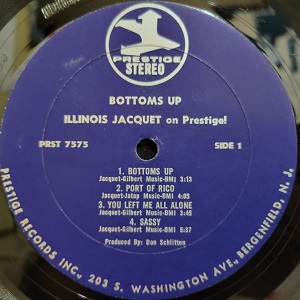 PRESTIGE
STEREO
BOTTOMS UP
ILLINOIS JACQUET on Prestige!
PRST 7575 SIDE 1
1. BOTTOMS UP
Jacquet-Gilbert Music-BMI 3:13
2. PORT OF RICO
Jacquet-Jatap Music-BMI 4:05
3. YOU LEFT ME ALL ALONE
Jacquet-Gilbert Music-BMI 3:45
4. SASSY
Jacquet-Gilbert Music-BMI 5:37
Produced By: Don Schlitten
PRESTIGE RECORDS INC., 203 S. WASHINGTON AVE., BERGENFIELD, N. J.